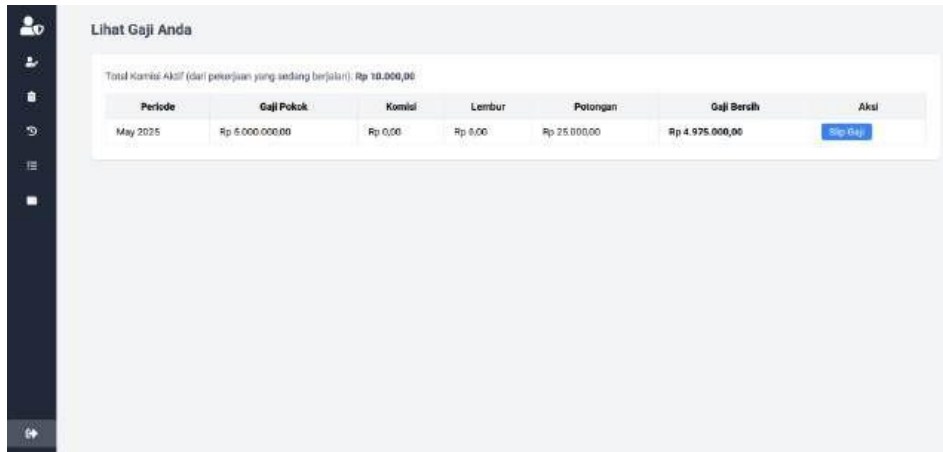 Lihat Gaji Anda
Total Komisi Aktif (dari pekerjaan yang sedang berjalan): Rp 10.000,00
Periode Gaji Pokok Komisi Lembur Potongan Gaji Bersih Aksi
May 2025 Rp 5.000.000,00 Rp 0,00 Rp 0,00 Rp 25.000,00 Rp 4.975.000,00 Slip Gaji